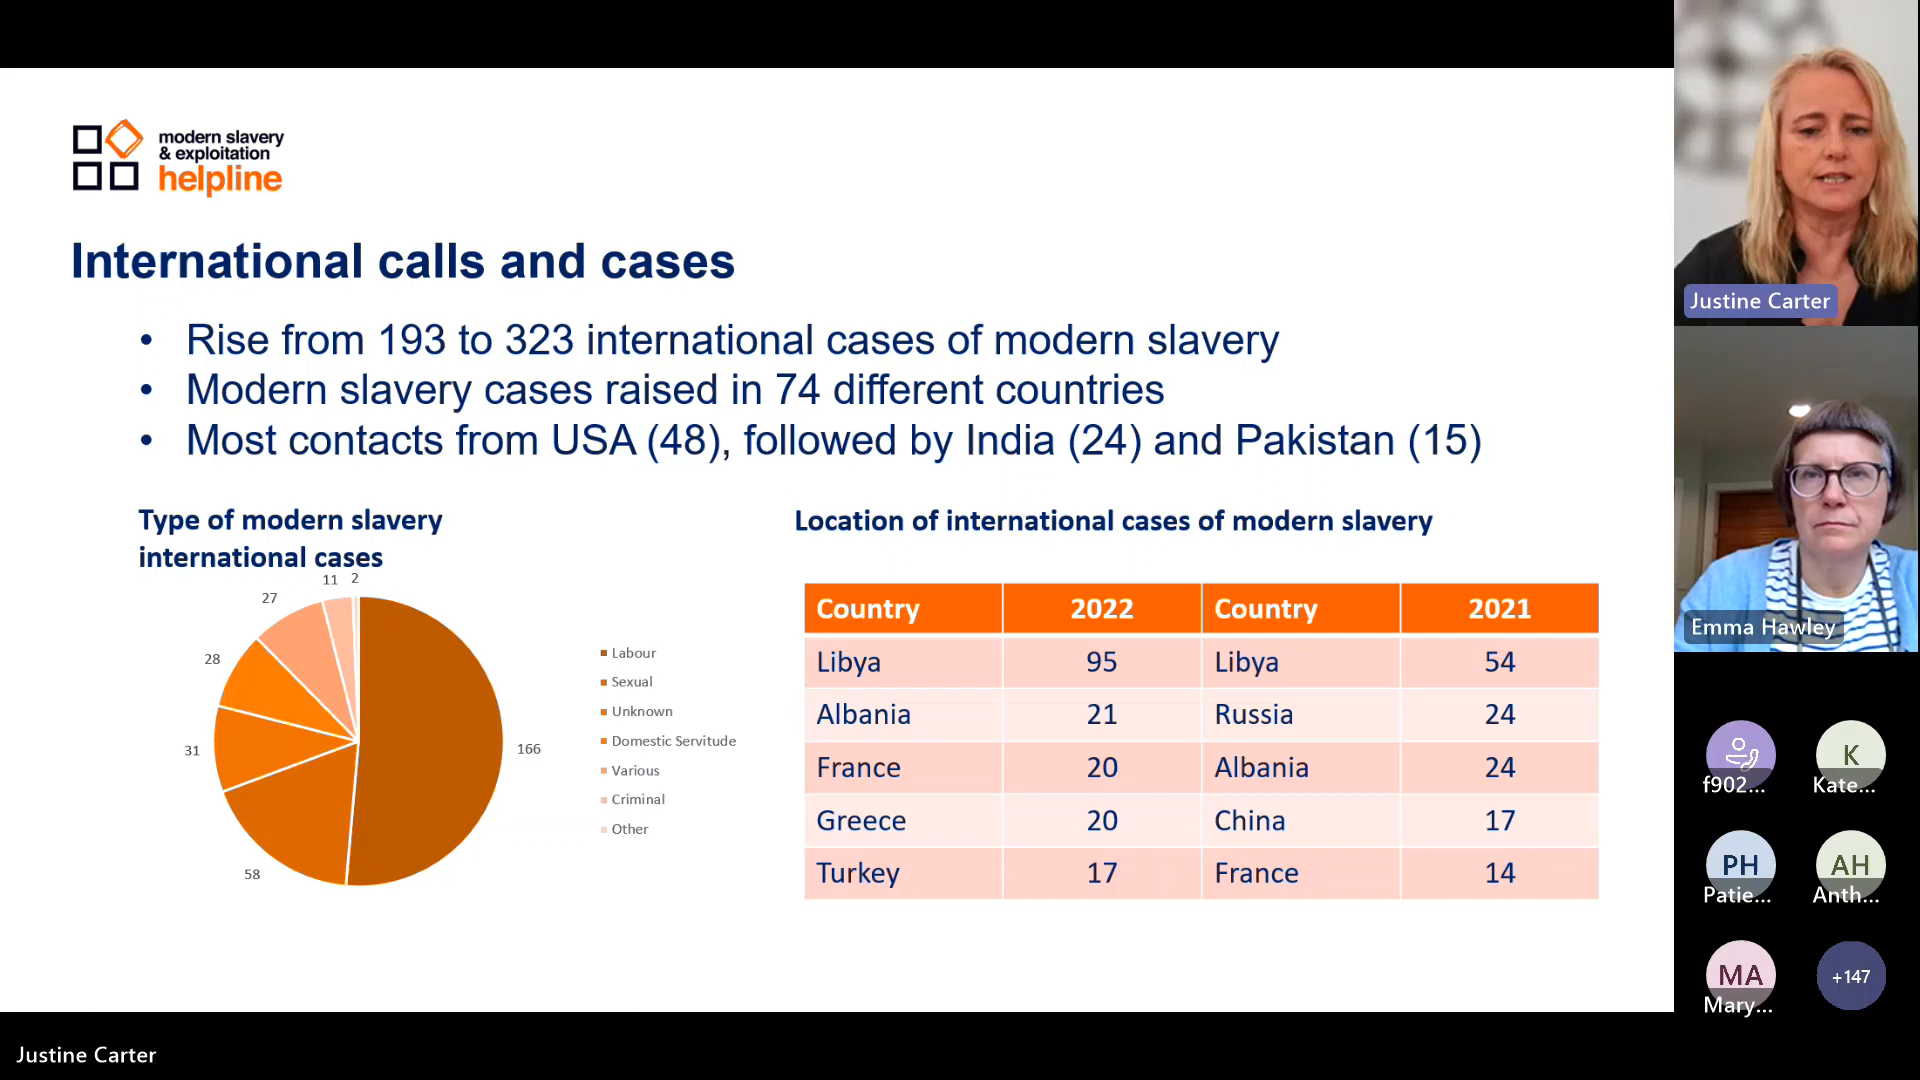 modern slavery
& exploitation
helpline
International calls and cases
• Rise from 193 to 323 international cases of modern slavery
• Modern slavery cases raised in 74 different countries
• Most contacts from USA (48), followed by India (24) and Pakistan (15)
Type of modern slavery
international cases
11 2
27
28
31
58
166
Labour
Sexual
Unknown
Domestic Servitude
Various
Criminal
Other
Location of international cases of modern slavery
Country 2022 Country 2021
Libya 95 Libya 54
Albania 21 Russia 24
France 20 Albania 24
Greece 20 China 17
Turkey 17 France 14
Justine Carter
Emma Hawley
f902...
K
Kate...
PH
Patie...
AH
Anth...
MA
Mary...
+147
Justine Carter